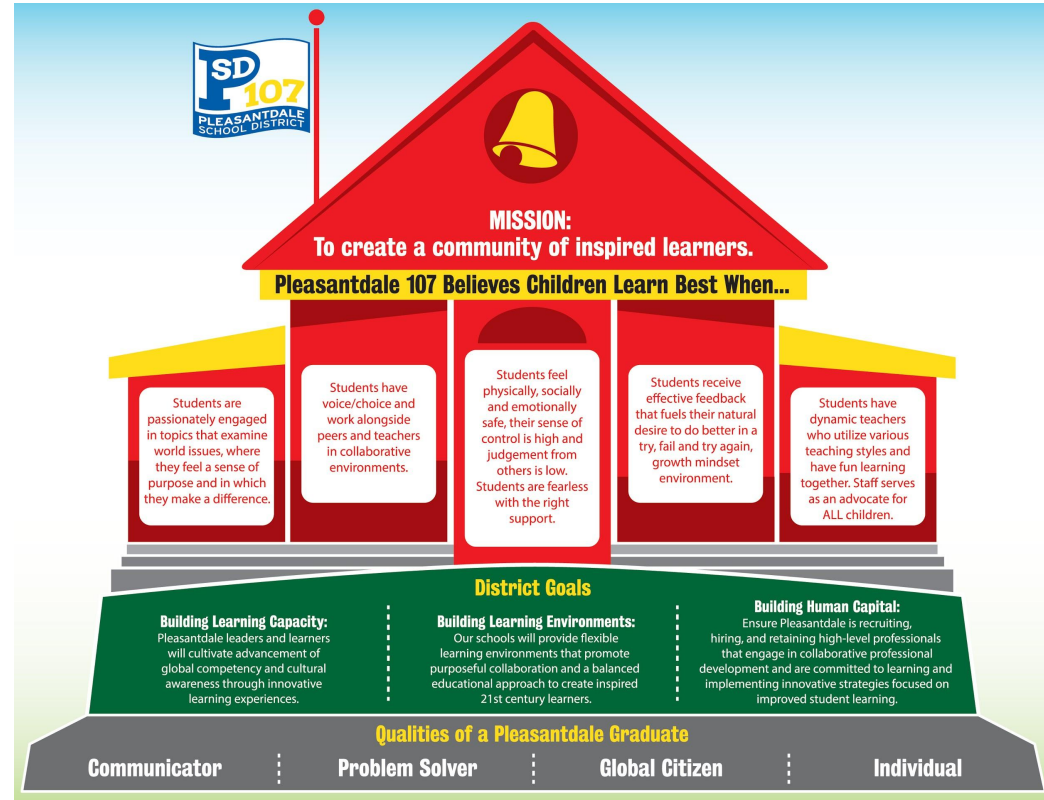 PSD
107
PLEASANTDALE
SCHOOL DISTRICT
MISSION:
To create a community of inspired learners.
Pleasantdale 107 Believes Children Learn Best When...
Students are
passionately engaged
in topics that examine
world issues, where
they feel a sense of
purpose and in which
they make a difference.
Students have
voice/choice and
work alongside
peers and teachers
in collaborative
environments.
Students feel
physically, socially
and emotionally
safe, their sense of
control is high and
judgement from
others is low.
Students are fearless
with the right
support.
Students receive
effective feedback
that fuels their natural
desire to do better in a
try, fail and try again,
growth mindset
environment.
Students have
dynamic teachers
who utilize various
teaching styles and
have fun learning
together. Staff serves
as an advocate for
ALL children.
District Goals
Building Learning Capacity:
Pleasantdale leaders and learners
will cultivate advancement of
global competency and cultural
awareness through innovative
learning experiences.
Building Learning Environments:
Our schools will provide flexible
learning environments that promote
purposeful collaboration and a balanced
educational approach to create inspired
21st century learners.
Building Human Capital:
Ensure Pleasantdale is recruiting,
hiring, and retaining high-level professionals
that engage in collaborative professional
development and are committed to learning and
implementing innovative strategies focused on
improved student learning.
Qualities of a Pleasantdale Graduate
Communicator
Problem Solver
Global Citizen
Individual